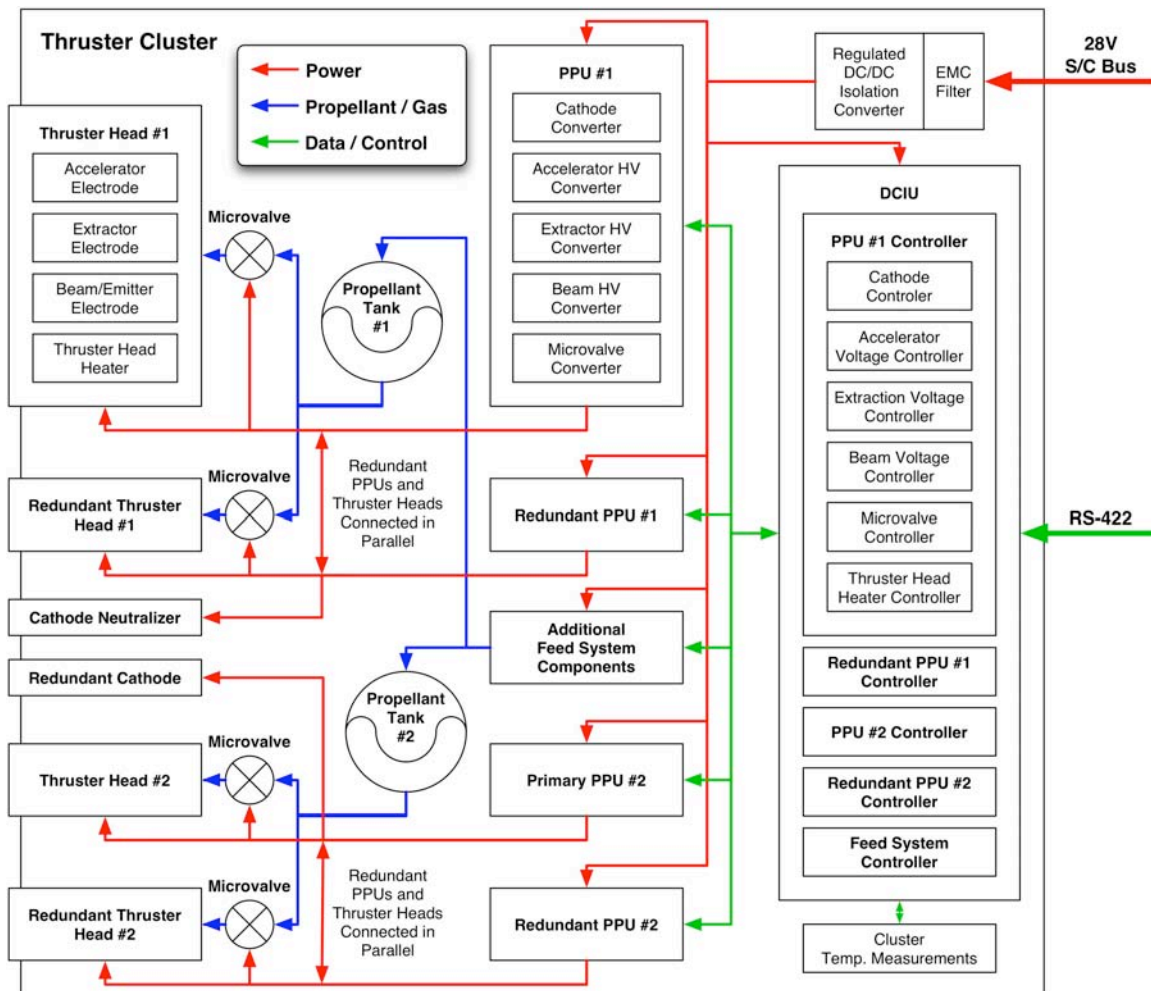 Thruster Cluster
Power
Propellant / Gas
Data / Control
28V
S/C Bus
Regulated
DC/DC
Isolation
Converter
EMC
Filter
PPU #1
Cathode
Converter
Accelerator HV
Converter
Extractor HV
Converter
Beam HV
Converter
Microvalve
Converter
Thruster Head #1
Accelerator
Electrode
Extractor
Electrode
Beam/Emitter
Electrode
Thruster Head
Heater
Microvalve
Propellant
Tank
#1
DCIU
PPU #1 Controller
Cathode
Controler
Accelerator
Voltage Controller
Extraction Voltage
Controller
Beam Voltage
Controller
Microvalve
Controller
Thruster Head
Heater Controller
RS-422
Microvalve
Redundant Thruster
Head #1
Redundant
PPUs and
Thruster Heads
Connected in
Parallel
Redundant PPU #1
Cathode Neutralizer
Additional
Feed System
Components
Redundant Cathode
Propellant
Tank
#2
Redundant PPU #1
Controller
PPU #2 Controller
Redundant PPU #2
Controller
Feed System
Controller
Microvalve
Thruster Head #2
Primary PPU #2
Microvalve
Redundant Thruster
Head #2
Redundant
PPUs and
Thruster Heads
Connected in
Parallel
Redundant PPU #2
Cluster
Temp. Measurements